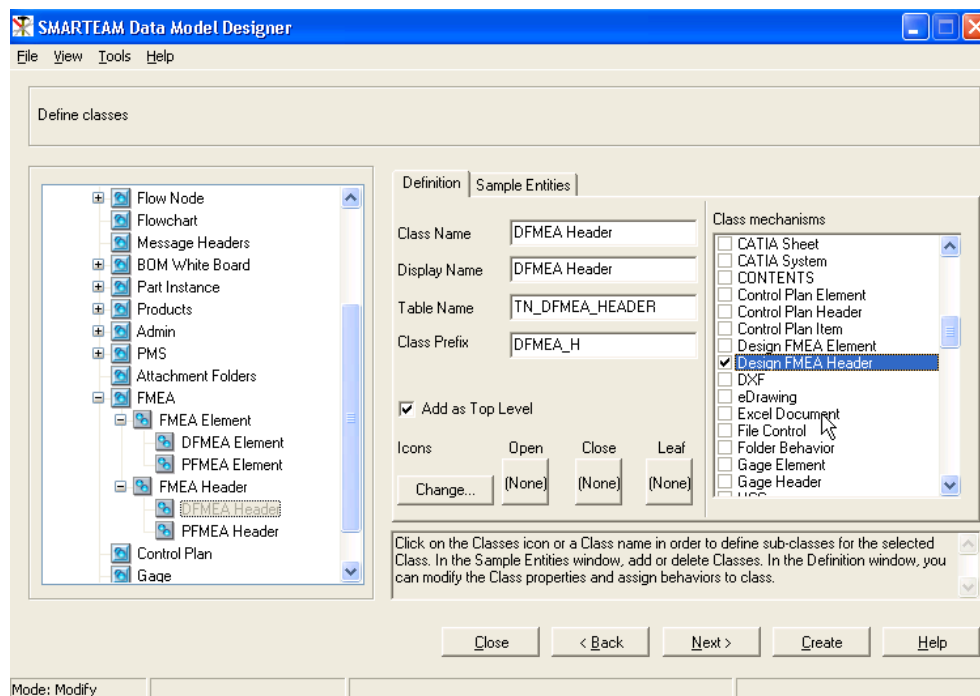 SMARTEAM Data Model Designer
File View Tools Help
Define classes
Flow Node
Flowchart
Message Headers
BOM White Board
Part Instance
Products
Admin
PMS
Attachment Folders
FMEA
FMEA Element
DFMEA Element
PFMEA Element
FMEA Header
DFMEA Header
PFMEA Header
Control Plan
Gage
Definition
Sample Entities
Class Name
DFMEA Header
Display Name
DFMEA Header
Table Name
TN_DFMEA_HEADER
Class Prefix
DFMEA_H
Add as Top Level
Icons
Open
Close
Leaf
Change...
(None)
(None)
(None)
Class mechanisms
CATIA Sheet
CATIA System
CONTENTS
Control Plan Element
Control Plan Header
Control Plan Item
Design FMEA Element
Design FMEA Header
DXF
eDrawing
Excel Document
File Control
Folder Behavior
Gage Element
Gage Header
Click on the Classes icon or a Class name in order to define sub-classes for the selected
Class. In the Sample Entities window, add or delete Classes. In the Definition window, you
can modify the Class properties and assign behaviors to class.
Close
< Back
Next >
Create
Help
Mode: Modify